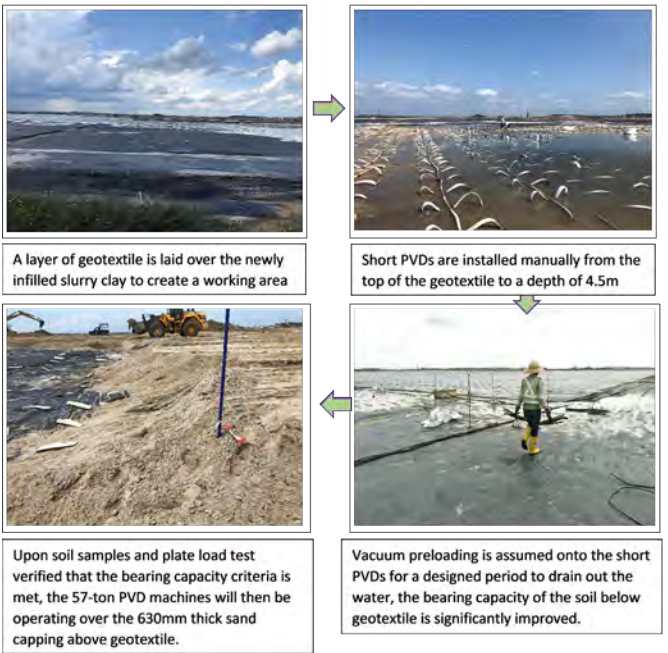 A layer of geotextile is laid over the newly
infilled slurry clay to create a working area
Short PVDs are installed manually from the
top of the geotextile to a depth of 4.5m
Vacuum preloading is assumed onto the short
PVDs for a designed period to drain out the
water, the bearing capacity of the soil below
geotextile is significantly improved.
Upon soil samples and plate load test
verified that the bearing capacity criteria is
met, the 57-ton PVD machines will then be
operating over the 630mm thick sand
capping above geotextile.